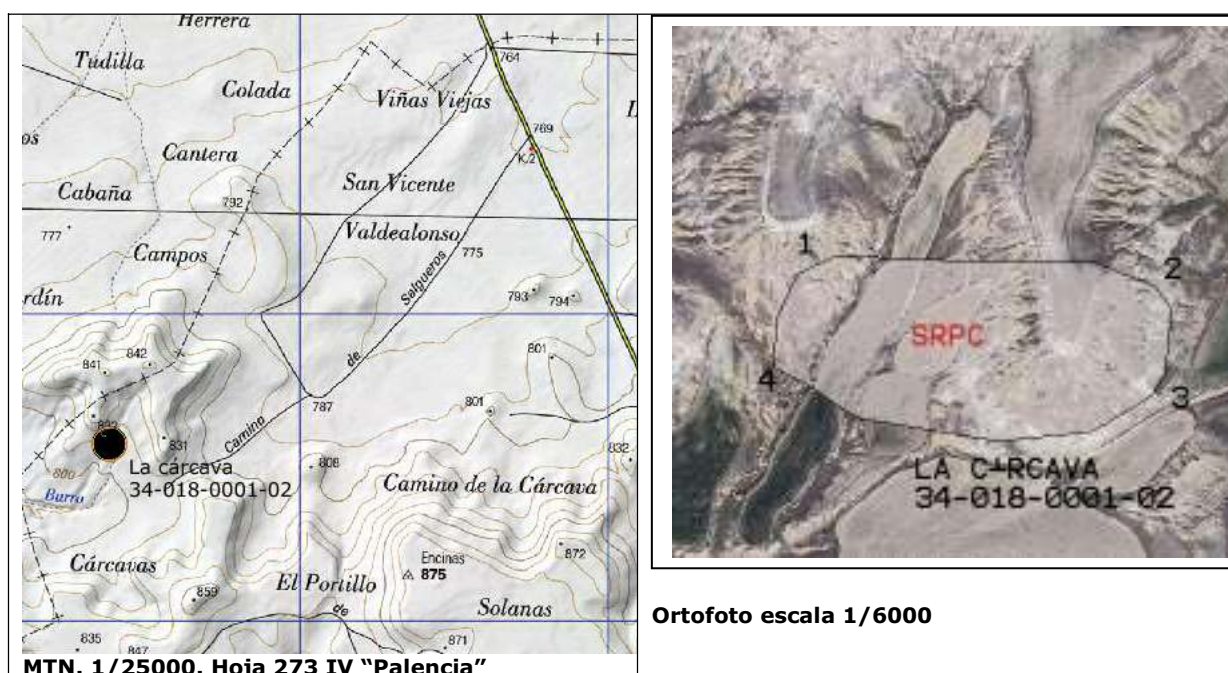 Herrera
Tudilla
Colada
Viñas Viejas
764
769
K.2
Cantera
San Vicente
Cabaña
792
777
Valdealonso
775
Campos
Salgueros
793
794
de
801
841
842
787
801
Camino
831
808
832
La cárcava
34-018-0001-02
800
Burro
Camino de la Cárcava
Cárcavas
Encinas
875
872
859
El Portillo
de
Solanas
835
847
871
MTN. 1/25000. Hoja 273 IV “Palencia”
1
2
SRPC
4
3
LA CÁRCAVA
34-018-0001-02
Ortofoto escala 1/6000